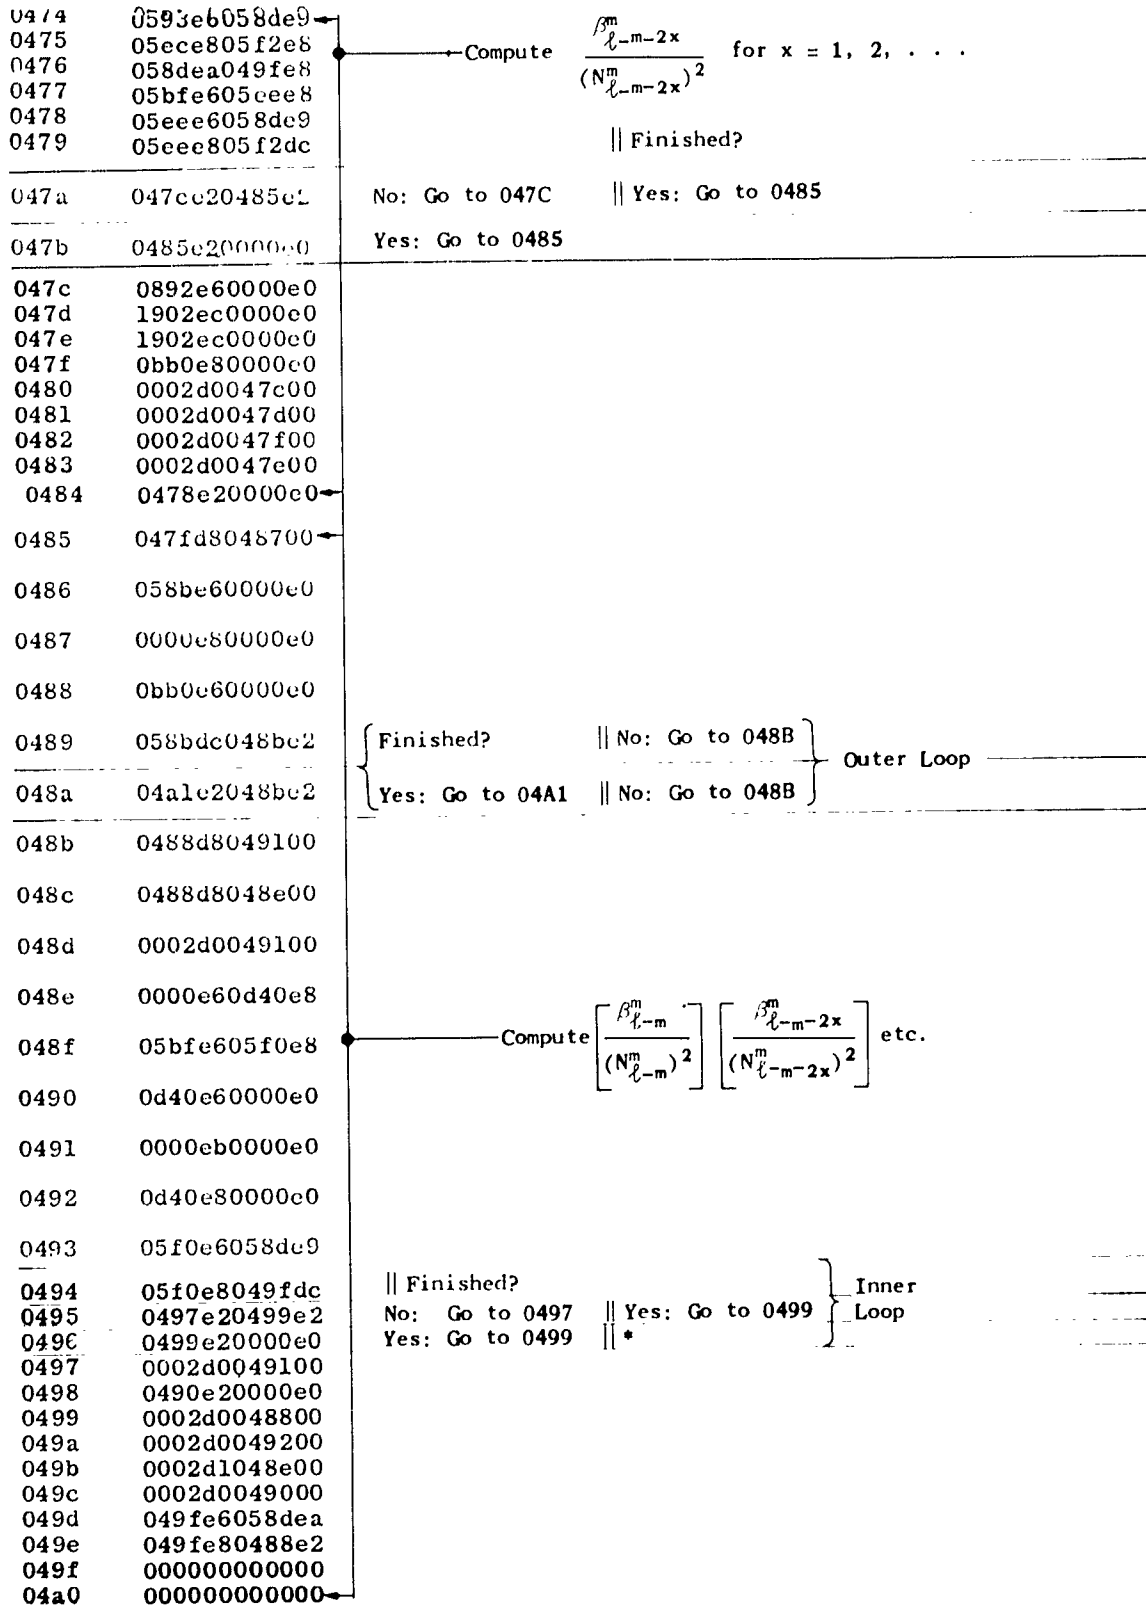 0474 0593e6058de9
0475 05ece805f2e8 Compute β^m_{ℓ-m-2x} / (N^m_{ℓ-m-2x})^2 for x = 1, 2, . . .
0476 058dea049fe8
0477 05bfe605eee8
0478 05eee6058de9
0479 05eee805f2dc || Finished?
047a 047ce20485e2 No: Go to 047C || Yes: Go to 0485
047b 0485e20000e0 Yes: Go to 0485
047c 0892e60000e0
047d 1902ec0000e0
047e 1902ec0000e0
047f 0bb0e80000e0
0480 0002d0047c00
0481 0002d0047d00
0482 0002d0047f00
0483 0002d0047e00
0484 0478e20000e0
0485 047fd8048700
0486 058be60000e0
0487 0000e80000e0
0488 0bb0e60000e0
0489 058bdc048be2 Finished? || No: Go to 048B
Outer Loop
048a 04a1e2048be2 Yes: Go to 04A1 || No: Go to 048B
048b 0488d8049100
048c 0488d8048e00
048d 0002d0049100
048e 0000e60d40e8
048f 05bfe605f0e8 Compute [β^m_{ℓ-m} / (N^m_{ℓ-m})^2] [β^m_{ℓ-m-2x} / (N^m_{ℓ-m-2x})^2] etc.
0490 0d40e60000e0
0491 0000eb0000e0
0492 0d40e80000e0
0493 05f0e6058de9
0494 05f0e8049fdc || Finished? Inner
0495 0497e20499e2 No: Go to 0497 || Yes: Go to 0499 Loop
0496 0499e20000e0 Yes: Go to 0499 || *
0497 0002d0049100
0498 0490e20000e0
0499 0002d0048800
049a 0002d0049200
049b 0002d1048e00
049c 0002d0049000
049d 049fe6058dea
049e 049fe80488e2
049f 000000000000
04a0 000000000000